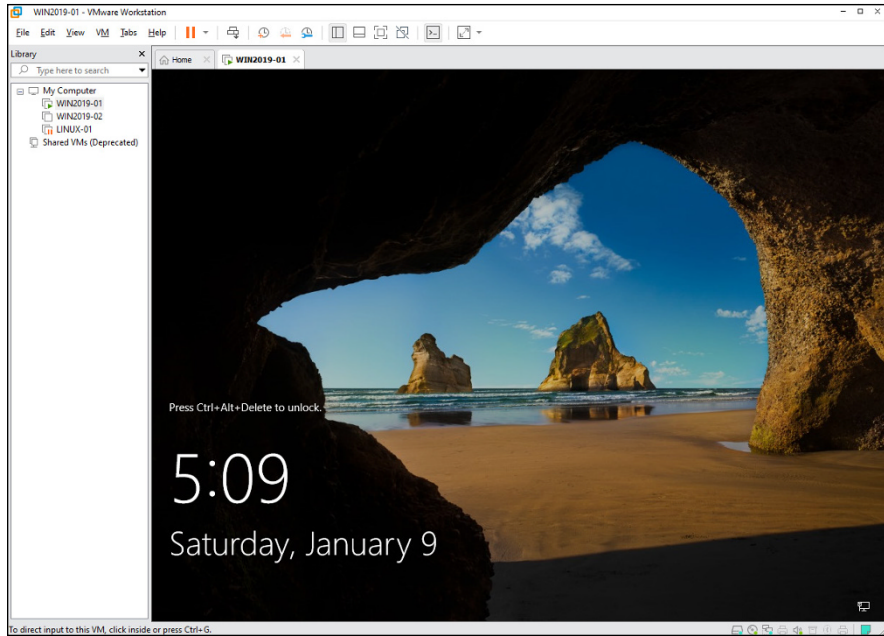 WIN2019-01 - VMware Workstation
File Edit View VM Tabs Help
Library
Type here to search
My Computer
WIN2019-01
WIN2019-02
LINUX-01
Shared VMs (Deprecated)
Home
WIN2019-01
Press Ctrl+Alt+Delete to unlock.
5:09
Saturday, January 9
To direct input to this VM, click inside or press Ctrl+G.